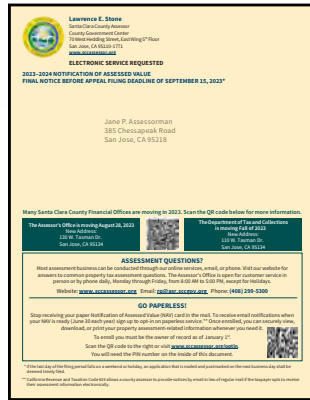 Lawrence E. Stone
Santa Clara County Assessor
County Government Center
70 West Hedding Street, East Wing 5th Floor
San Jose, CA 95110-1771
www.sccassessor.org
ELECTRONIC SERVICE REQUESTED
2023–2024 NOTIFICATION OF ASSESSED VALUE
FINAL NOTICE BEFORE APPEAL FILING DEADLINE OF SEPTEMBER 15, 2023*
Jane P. Assessorman
385 Chessapeak Road
San Jose, CA 95218
Many Santa Clara County Financial Offices are moving in 2023. Scan the QR code below for more information.
The Assessor's Office is moving August 28, 2023
New Address:
130 W. Tasman Dr.
San Jose, CA 95134
The Department of Tax and Collections
is moving Fall of 2023
New Address:
110 W. Tasman Dr.
San Jose, CA 95134
ASSESSMENT QUESTIONS?
Most assessment business can be conducted through our online services, email, or phone. Visit our website for
answers to common property tax assessment questions. The Assessor's Office is open for customer service in
person or by phone daily, Monday through Friday, from 8:00 AM to 5:00 PM, except for Holidays.
Website: www.sccassessor.org Email: rp@asr.sccgov.org Phone: (408) 299-5300
GO PAPERLESS!
Stop receiving your paper Notification of Assessed Value (NAV) card in the mail. To receive email notifications when
your NAV is ready (June 30 each year) sign up to opt-in on paperless service.** Once enrolled, you can securely view,
download, or print your property assessment-related information whenever you need it.
To enroll you must be owner of record as of January 1st.
Scan the QR code to the right or visit www.sccassessor.org/optin.
You will need the PIN number on the inside of this document.
* If the last day of the filing period falls on a weekend or holiday, an application that is mailed and postmarked on the next business day shall be
deemed timely filed.
** California Revenue and Taxation Code 619 allows a county assessor to provide notices by email in lieu of regular mail if the taxpayer opts to receive
their assessment information electronically.